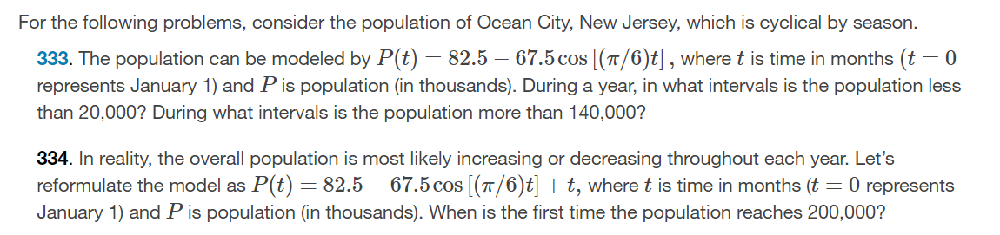 For the following problems, consider the population of Ocean City, New Jersey, which is cyclical by season.
333. The population can be modeled by P(t) = 82.5 − 67.5 cos [(π/6)t] , where t is time in months (t = 0
represents January 1) and P is population (in thousands). During a year, in what intervals is the population less
than 20,000? During what intervals is the population more than 140,000?
334. In reality, the overall population is most likely increasing or decreasing throughout each year. Let’s
reformulate the model as P(t) = 82.5 − 67.5 cos [(π/6)t] + t, where t is time in months (t = 0 represents
January 1) and P is population (in thousands). When is the first time the population reaches 200,000?